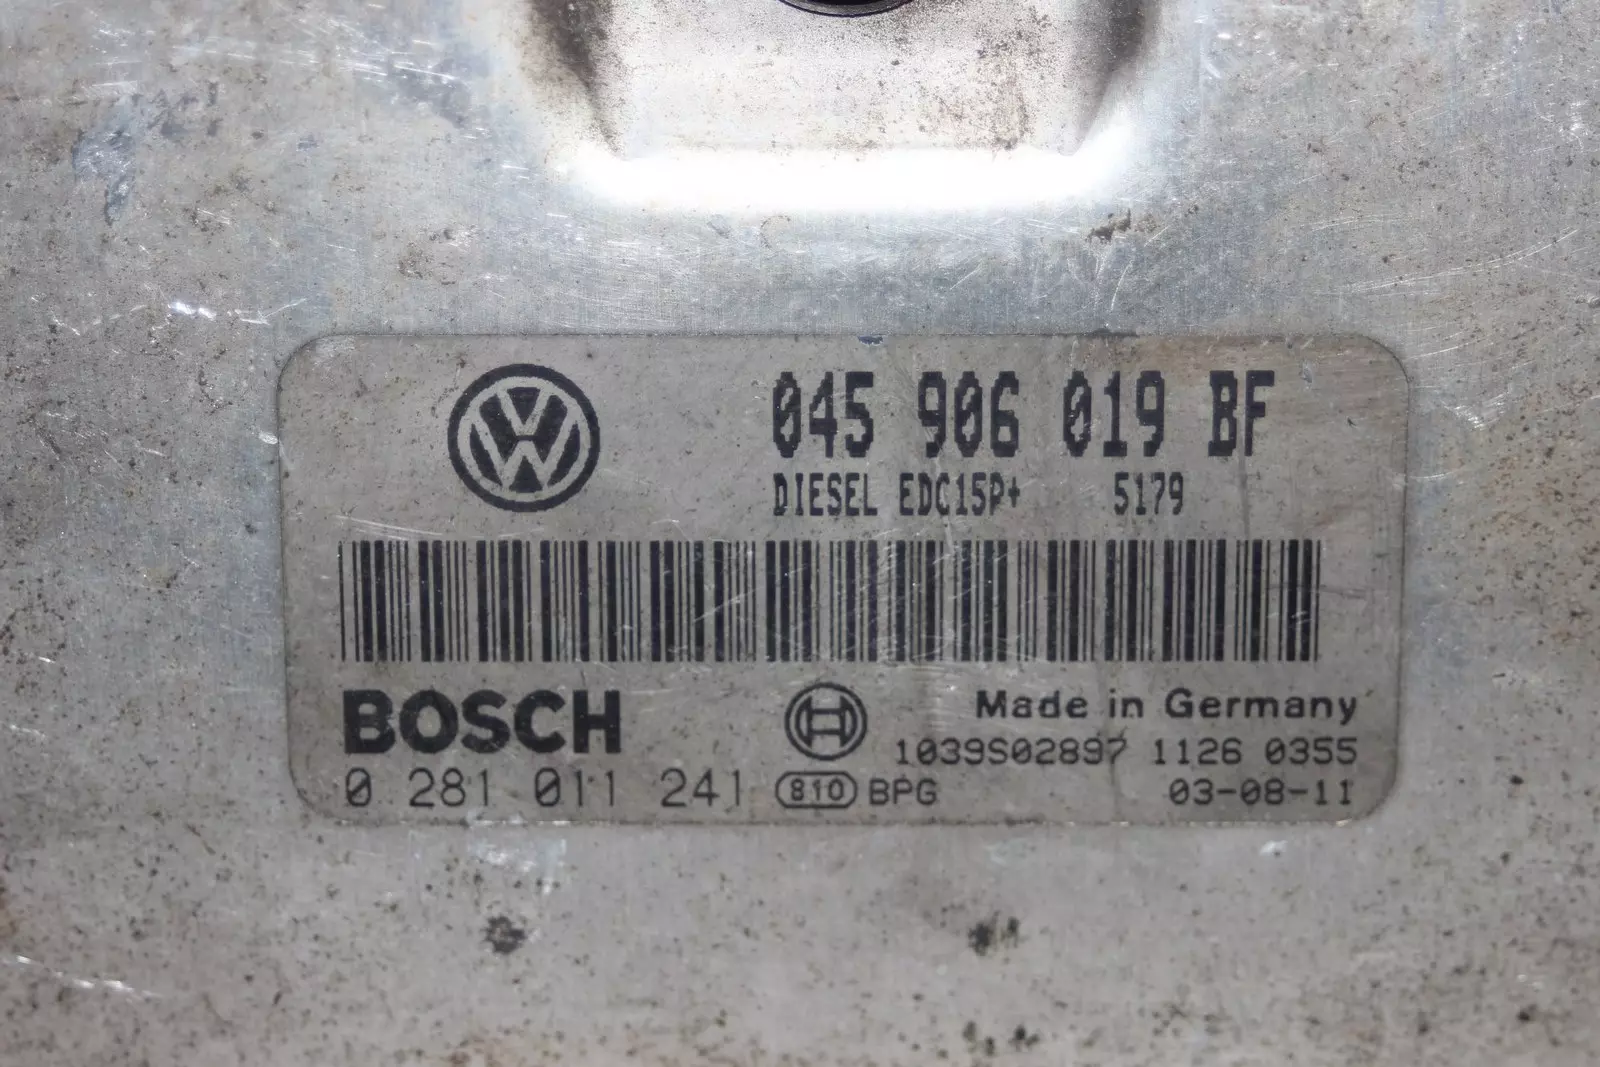 045 906 019 BF
DIESEL EDC15P+ 5179
BOSCH
Made in Germany
1039S02897 1126 0355
0 281 011 241 810 BPG 03-08-11